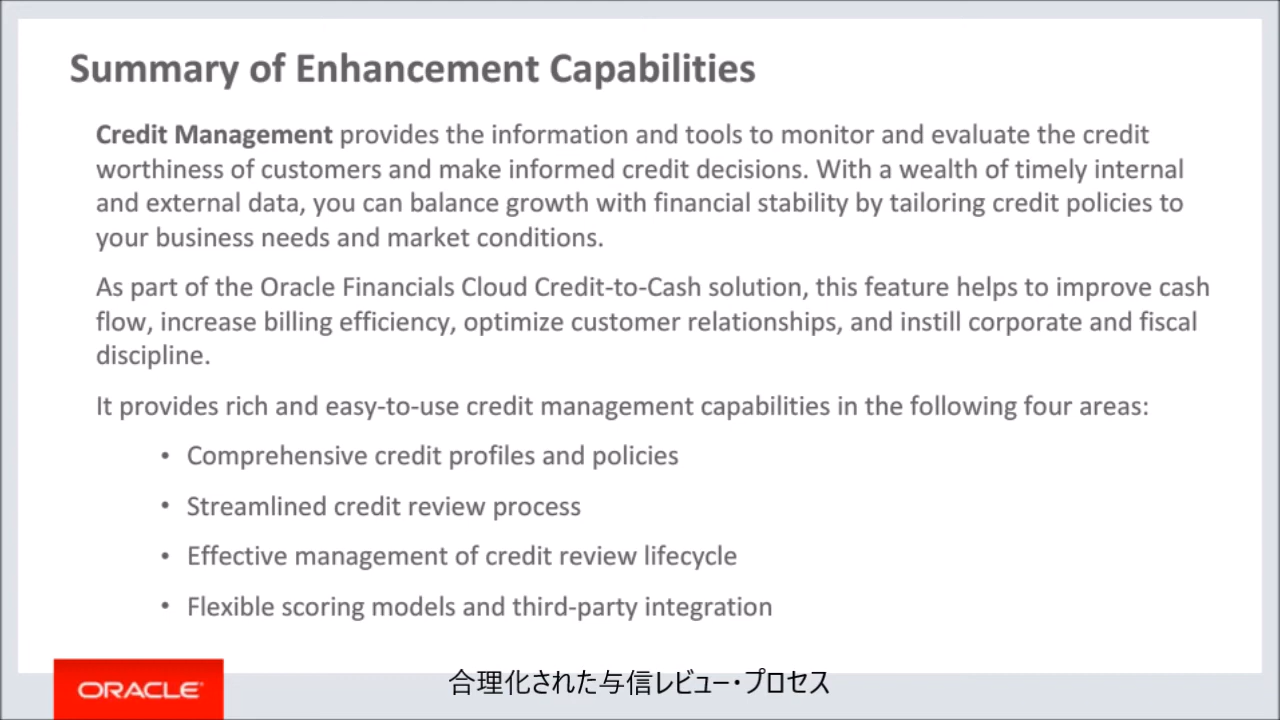 Summary of Enhancement Capabilities
Credit Management provides the information and tools to monitor and evaluate the credit
worthiness of customers and make informed credit decisions. With a wealth of timely internal
and external data, you can balance growth with financial stability by tailoring credit policies to
your business needs and market conditions.
As part of the Oracle Financials Cloud Credit-to-Cash solution, this feature helps to improve cash
flow, increase billing efficiency, optimize customer relationships, and instill corporate and fiscal
discipline.
It provides rich and easy-to-use credit management capabilities in the following four areas:
• Comprehensive credit profiles and policies
• Streamlined credit review process
• Effective management of credit review lifecycle
• Flexible scoring models and third-party integration
ORACLE®
合理化された与信レビュー・プロセス